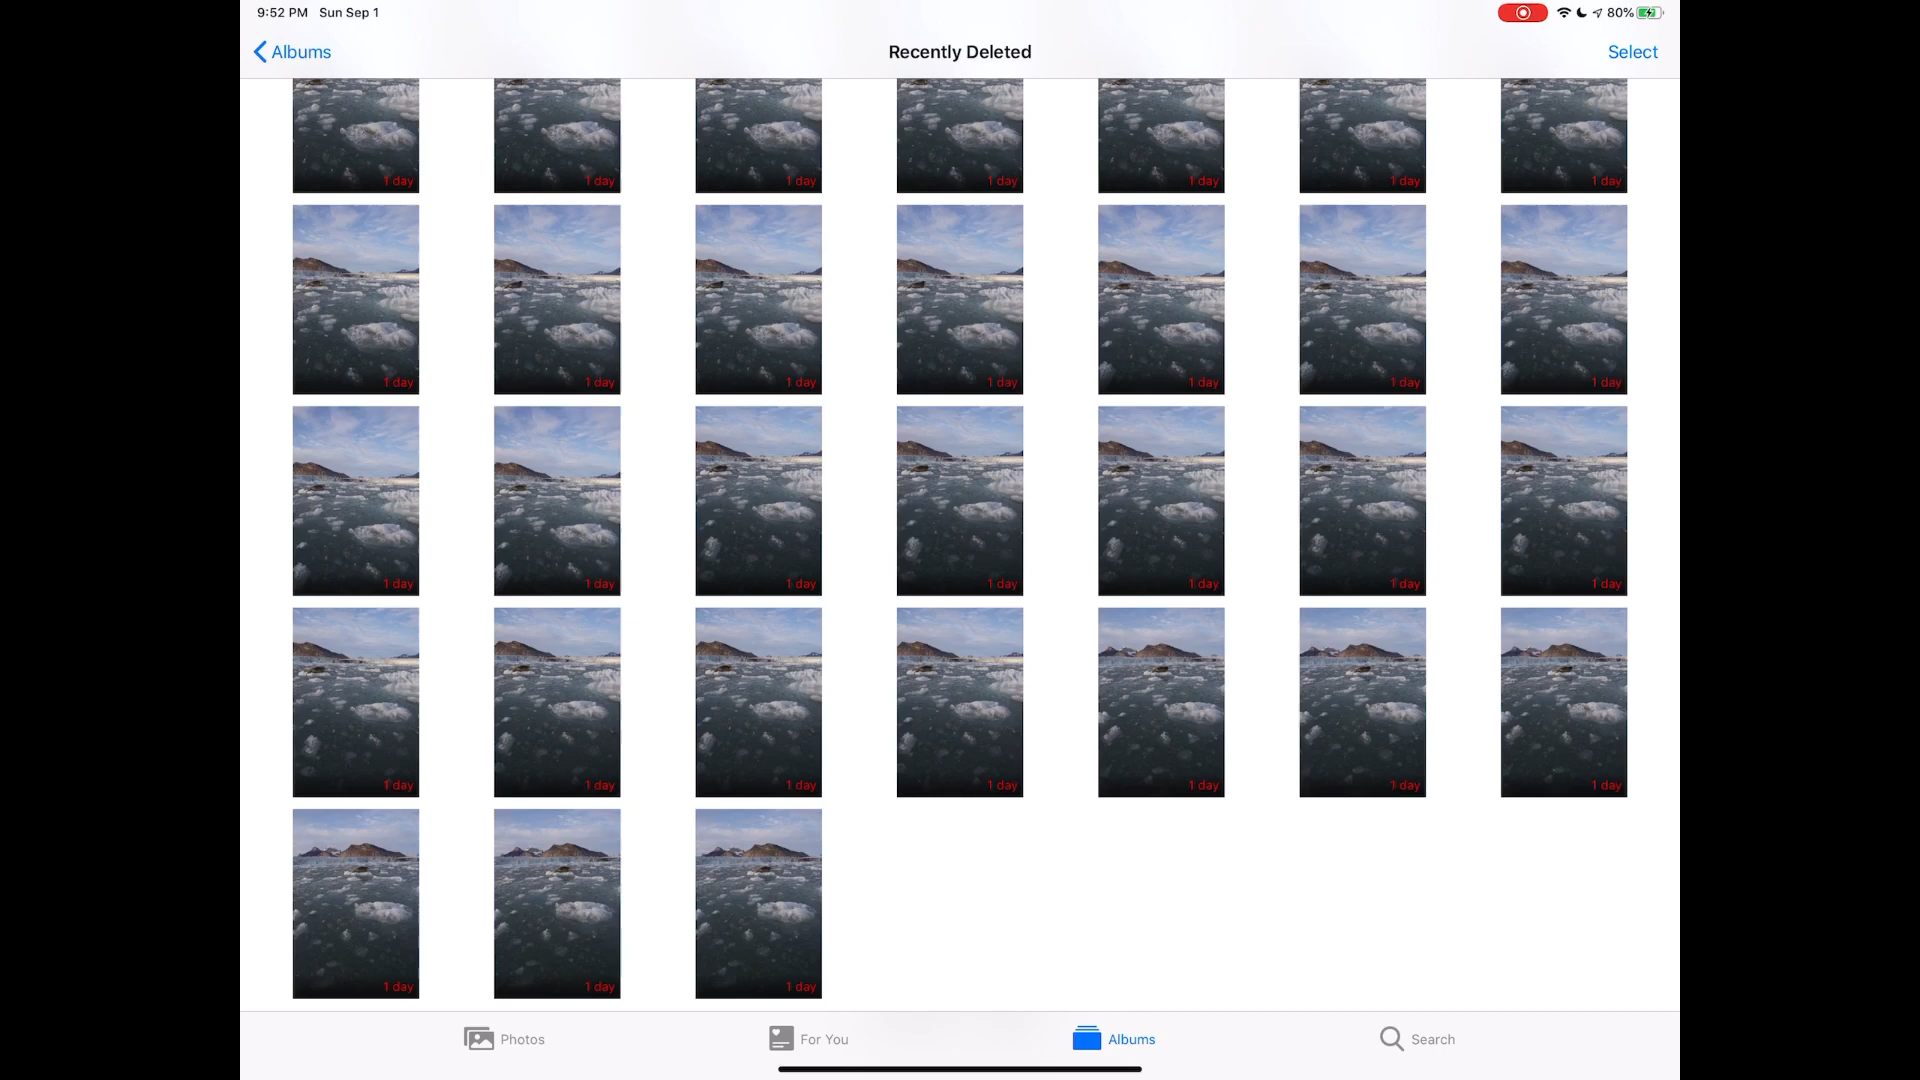 9:52 PM Sun Sep 1 80%
Albums Recently Deleted Select
1 day 1 day 1 day 1 day 1 day 1 day 1 day
1 day 1 day 1 day 1 day 1 day 1 day 1 day
1 day 1 day 1 day 1 day 1 day 1 day 1 day
1 day 1 day 1 day 1 day 1 day 1 day 1 day
1 day 1 day 1 day
Photos For You Albums Search